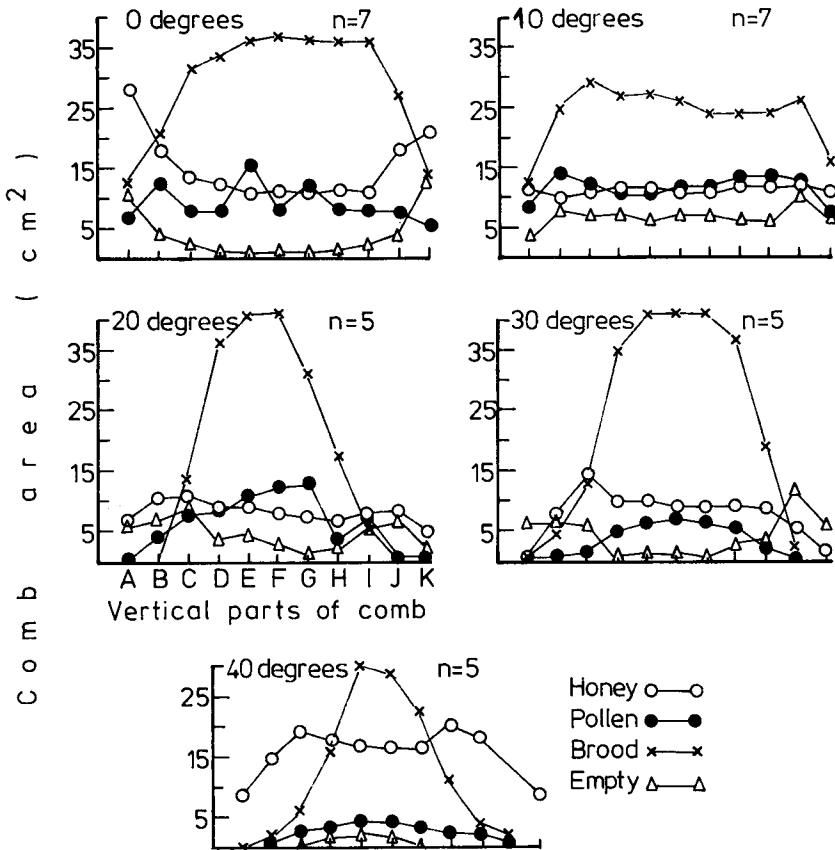 0 degrees n=7
35
25
15
5
10 degrees n=7
35
25
15
5
20 degrees n=5
35
25
15
5
A B C D E F G H I J K
Vertical parts of comb
30 degrees n=5
35
25
15
5
40 degrees n=5
25
15
5
Comb area (cm2)
Honey
Pollen
Brood
Empty